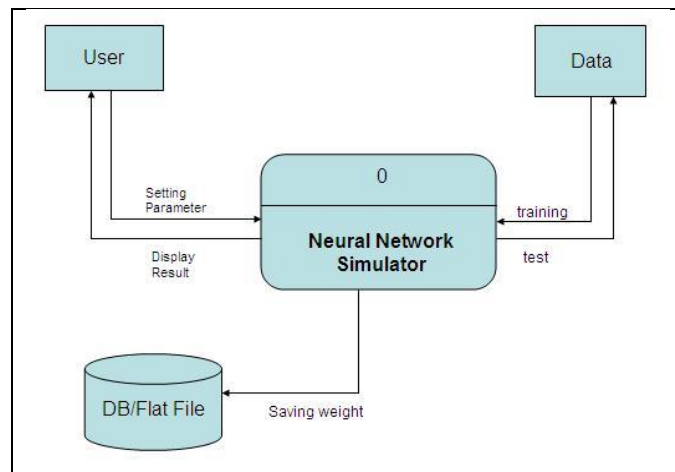 User
Data
0
Setting
Parameter
training
Neural Network
Simulator
Display
Result
test
DB/Flat File
Saving weight